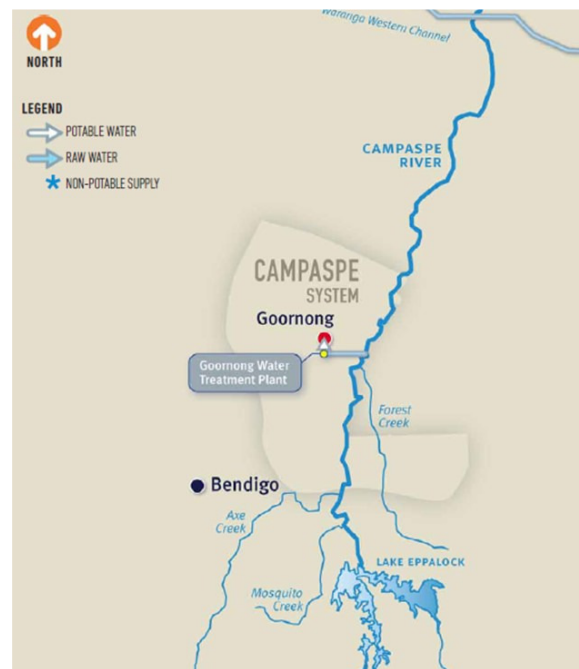 Waranga Western Channel
NORTH
LEGEND
POTABLE WATER
RAW WATER
NON-POTABLE SUPPLY
CAMPASPE
RIVER
CAMPASPE
SYSTEM
Goornong
Goornong Water
Treatment Plant
Forest
Creek
Bendigo
Axe
Creek
LAKE EPPALOCK
Mosquito
Creek